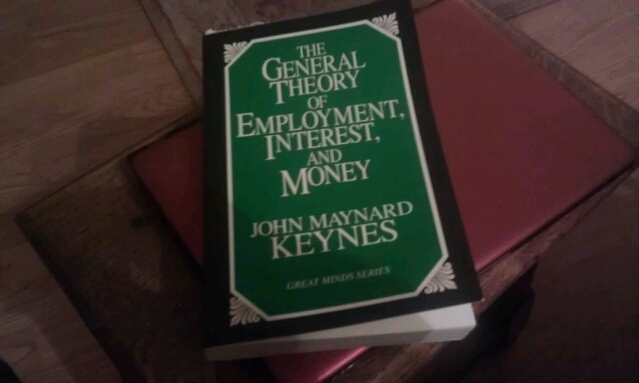 THE
GENERAL
THEORY
OF
EMPLOYMENT,
INTEREST,
AND
MONEY
JOHN MAYNARD
KEYNES
GREAT MINDS SERIES